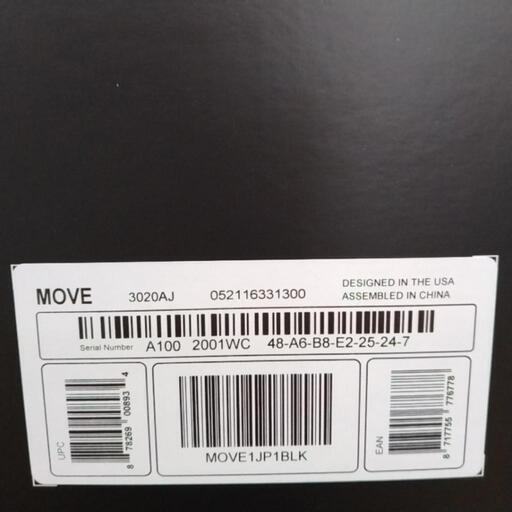 MOVE 3020AJ 052116331300
DESIGNED IN THE USA
ASSEMBLED IN CHINA
Serial Number A100 2001WC 48-A6-B8-E2-25-24-7
UPC
8 78269 00893 4
MOVE1JP1BLK
EAN
8 717755 776778